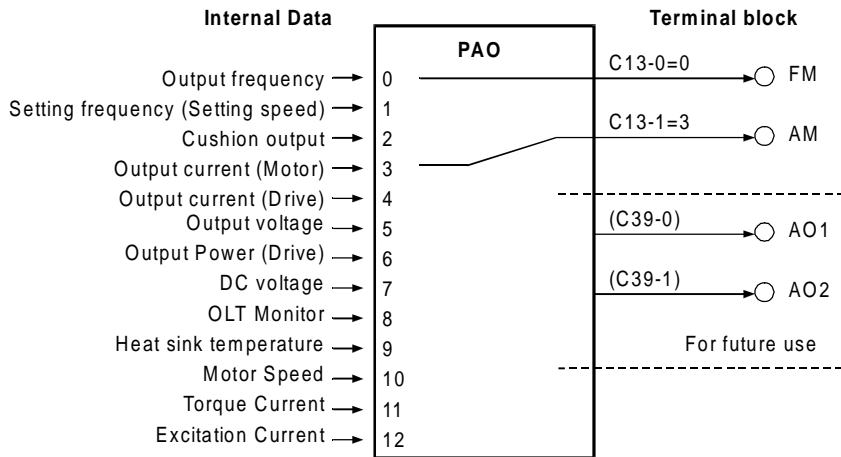 Internal Data
Terminal block
PAO
Output frequency 0 C13-0=0 FM
Setting frequency (Setting speed) 1
Cushion output 2 C13-1=3 AM
Output current (Motor) 3
Output current (Drive) 4
Output voltage 5 (C39-0) AO1
Output Power (Drive) 6
DC voltage 7 (C39-1) AO2
OLT Monitor 8
Heat sink temperature 9 For future use
Motor Speed 10
Torque Current 11
Excitation Current 12